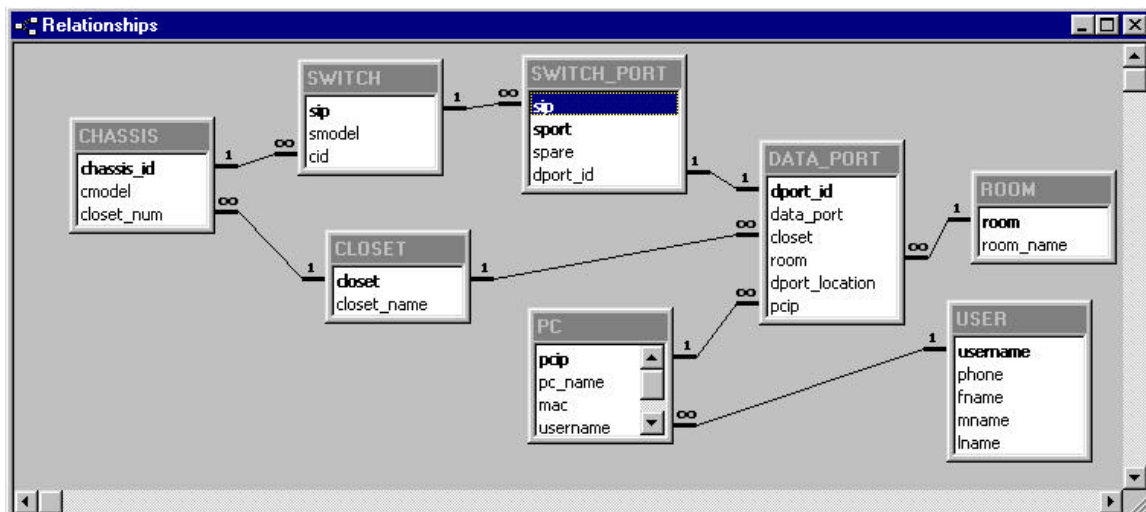 Relationships
SWITCH
sip
smodel
cid
SWITCH_PORT
sip
sport
spare
dport_id
CHASSIS
chassis_id
cmodel
closet_num
DATA_PORT
dport_id
data_port
closet
room
dport_location
pcip
ROOM
room
room_name
CLOSET
closet
closet_name
PC
pcip
pc_name
mac
username
USER
username
phone
fname
mname
lname
1
∞
1
∞
∞
1
1
1
1
∞
∞
1
1
∞
∞
1